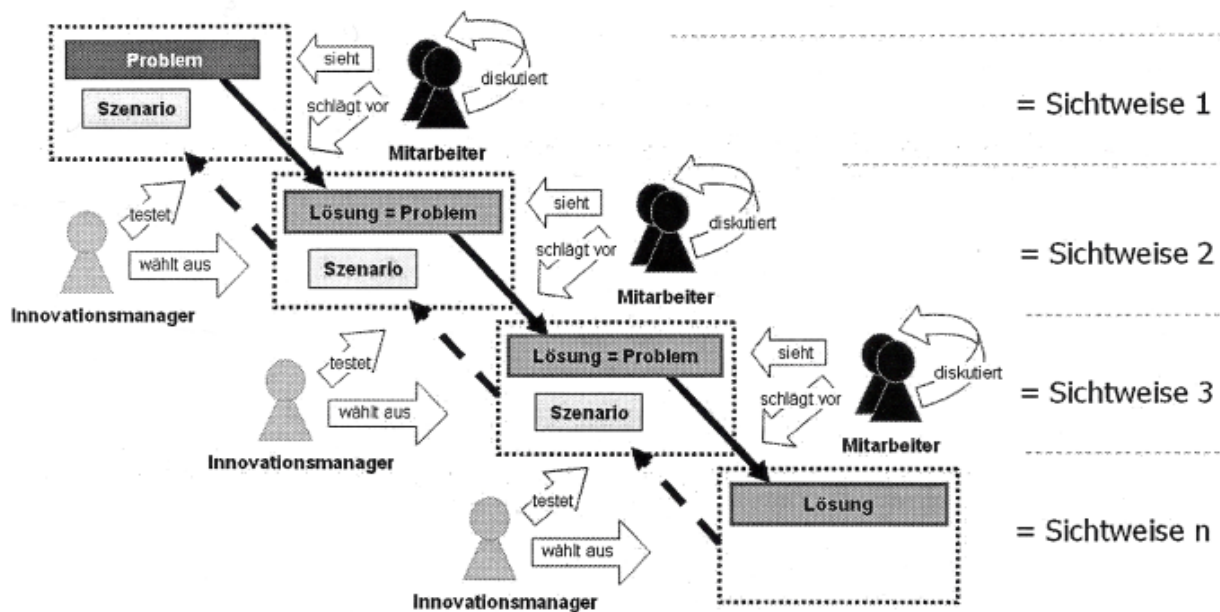 Problem
sieht
diskutiert
Szenario
schlägt vor
= Sichtweise 1
Mitarbeiter
testet
Lösung = Problem
sieht
diskutiert
wählt aus
Szenario
schlägt vor
= Sichtweise 2
Mitarbeiter
Innovationsmanager
testet
Lösung = Problem
sieht
diskutiert
wählt aus
Szenario
schlägt vor
= Sichtweise 3
Mitarbeiter
Innovationsmanager
testet
Lösung
wählt aus
= Sichtweise n
Innovationsmanager